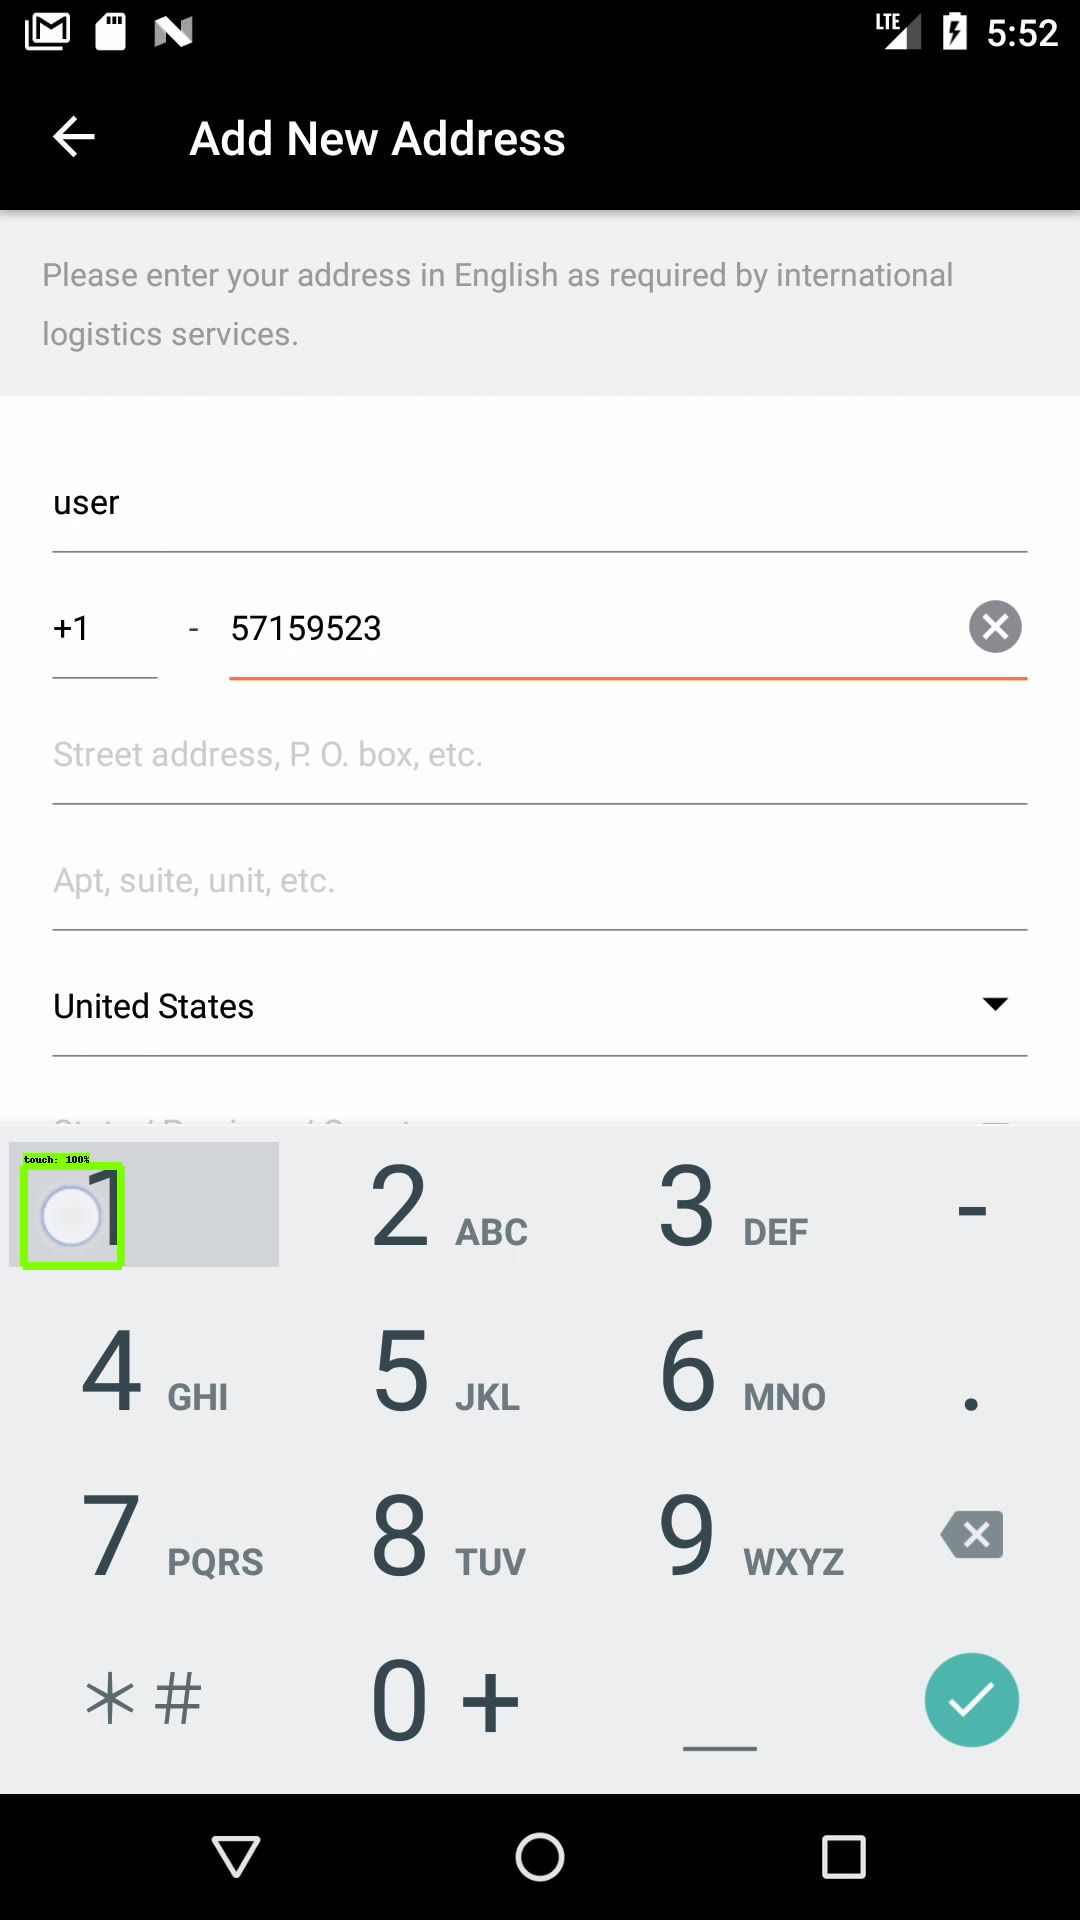 LTE 5:52
Add New Address
Please enter your address in English as required by international
logistics services.
user
+1 - 57159523
Street address, P. O. box, etc.
Apt, suite, unit, etc.
United States
touch: 100%
1 2 ABC 3 DEF -
4 GHI 5 JKL 6 MNO .
7 PQRS 8 TUV 9 WXYZ
*# 0 +